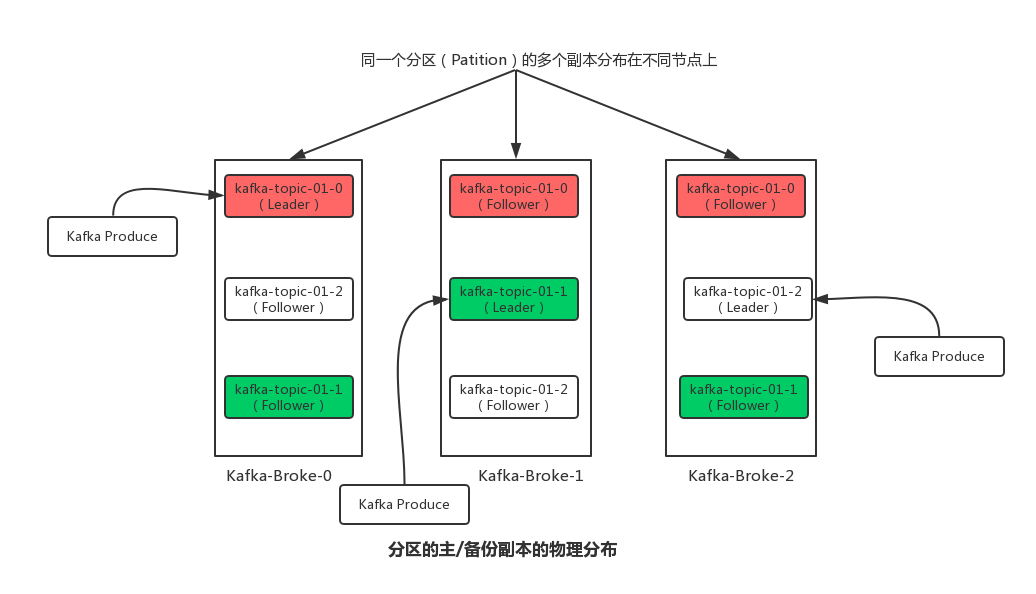 同一个分区（Patition）的多个副本分布在不同节点上
kafka-topic-01-0
（Leader）
kafka-topic-01-0
（Follower）
kafka-topic-01-0
（Follower）
Kafka Produce
kafka-topic-01-2
（Follower）
kafka-topic-01-1
（Leader）
kafka-topic-01-2
（Leader）
Kafka Produce
kafka-topic-01-1
（Follower）
kafka-topic-01-2
（Follower）
kafka-topic-01-1
（Follower）
Kafka-Broke-0
Kafka-Broke-1
Kafka-Broke-2
Kafka Produce
分区的主/备份副本的物理分布